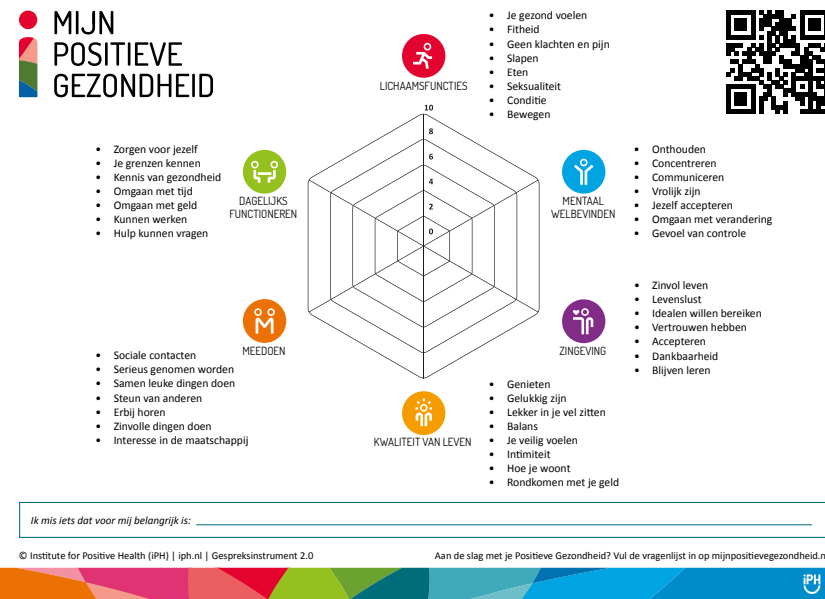 MIJN
POSITIEVE
GEZONDHEID
LICHAAMSFUNCTIES
• Je gezond voelen
• Fitheid
• Geen klachten en pijn
• Slapen
• Eten
• Seksualiteit
• Conditie
• Bewegen
10
8
6
4
2
0
• Zorgen voor jezelf
• Je grenzen kennen
• Kennis van gezondheid
• Omgaan met tijd
• Omgaan met geld
• Kunnen werken
• Hulp kunnen vragen
DAGELIJKS
FUNCTIONEREN
MENTAAL
WELBEVINDEN
• Onthouden
• Concentreren
• Communiceren
• Vrolijk zijn
• Jezelf accepteren
• Omgaan met verandering
• Gevoel van controle
MEEDOEN
• Sociale contacten
• Serieus genomen worden
• Samen leuke dingen doen
• Steun van anderen
• Erbij horen
• Zinvolle dingen doen
• Interesse in de maatschappij
ZINGEVING
• Zinvol leven
• Levenslust
• Idealen willen bereiken
• Vertrouwen hebben
• Accepteren
• Dankbaarheid
• Blijven leren
KWALITEIT VAN LEVEN
• Genieten
• Gelukkig zijn
• Lekker in je vel zitten
• Balans
• Je veilig voelen
• Intimiteit
• Hoe je woont
• Rondkomen met je geld
Ik mis iets dat voor mij belangrijk is:
© Institute for Positive Health (iPH) | iph.nl | Gespreksinstrument 2.0
Aan de slag met je Positieve Gezondheid? Vul de vragenlijst in op mijnpositievegezondheid.n
iPH